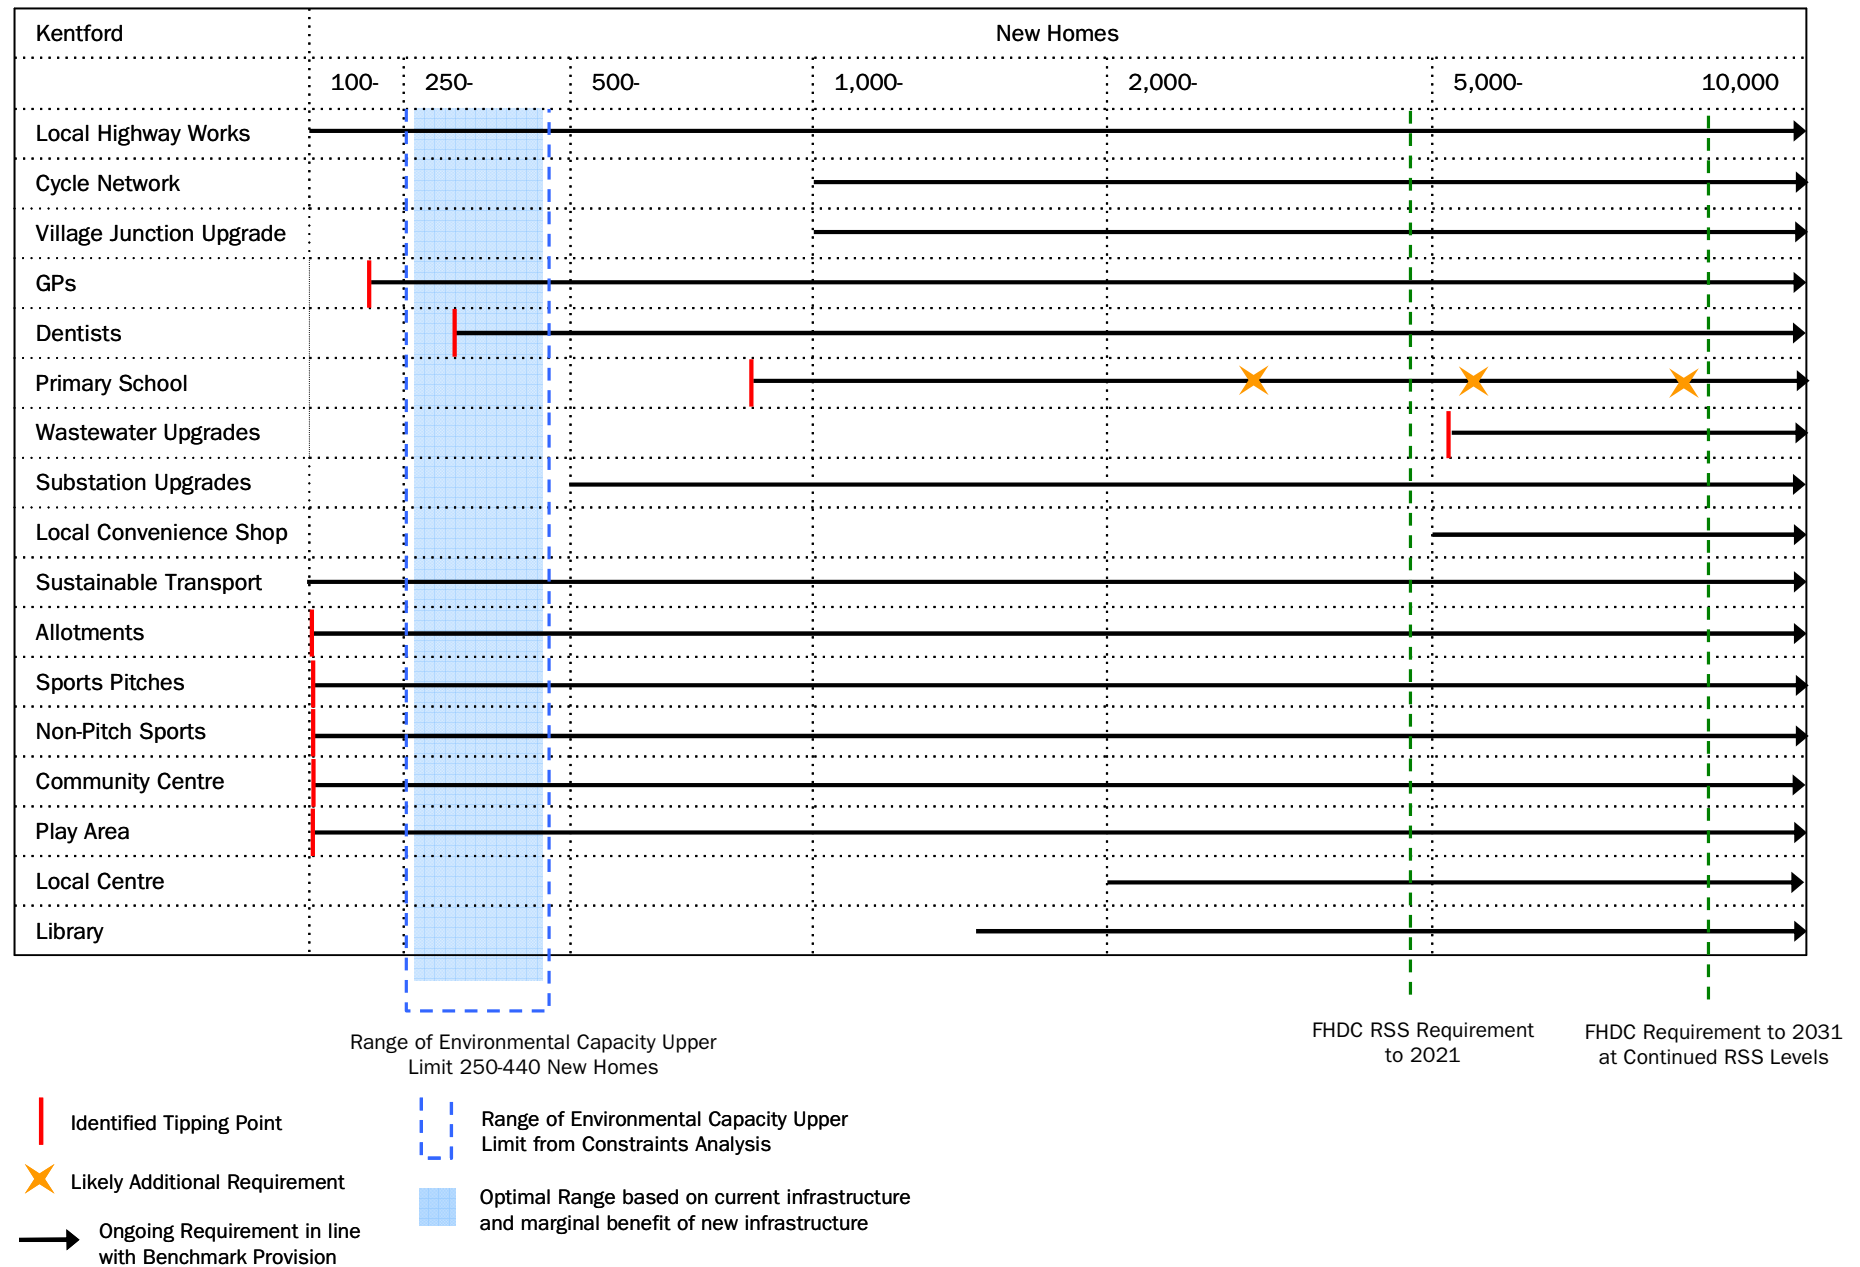 Kentford
New Homes
100-
250-
500-
1,000-
2,000-
5,000-
10,000
Local Highway Works
Cycle Network
Village Junction Upgrade
GPs
Dentists
Primary School
Wastewater Upgrades
Substation Upgrades
Local Convenience Shop
Sustainable Transport
Allotments
Sports Pitches
Non-Pitch Sports
Community Centre
Play Area
Local Centre
Library
Range of Environmental Capacity Upper
Limit 250-440 New Homes
FHDC RSS Requirement
to 2021
FHDC Requirement to 2031
at Continued RSS Levels
Identified Tipping Point
Likely Additional Requirement
Ongoing Requirement in line
with Benchmark Provision
Range of Environmental Capacity Upper
Limit from Constraints Analysis
Optimal Range based on current infrastructure
and marginal benefit of new infrastructure